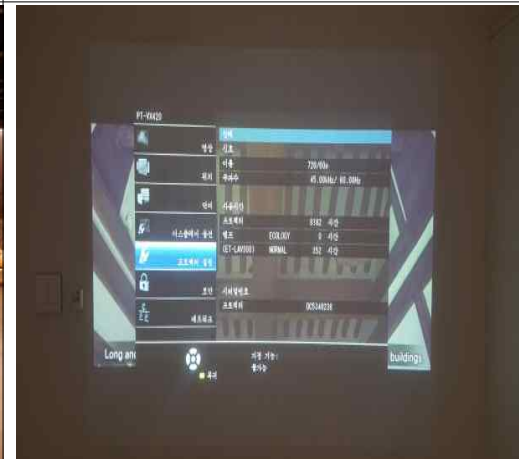 PT-VX420
상태
영상
신호
이름 720/60p
위치
주파수 45.00kHz/ 60.00Hz
언어
사용시간
프로젝터 8382 시간
디스플레이 옵션
램프 ECOLOGY 0 시간
(ET-LAV300) NORMAL 352 시간
프로젝터 설정
보안
시리얼번호
프로젝터
네트워크
Long and
지정 가능:
불가능
buildings
복귀